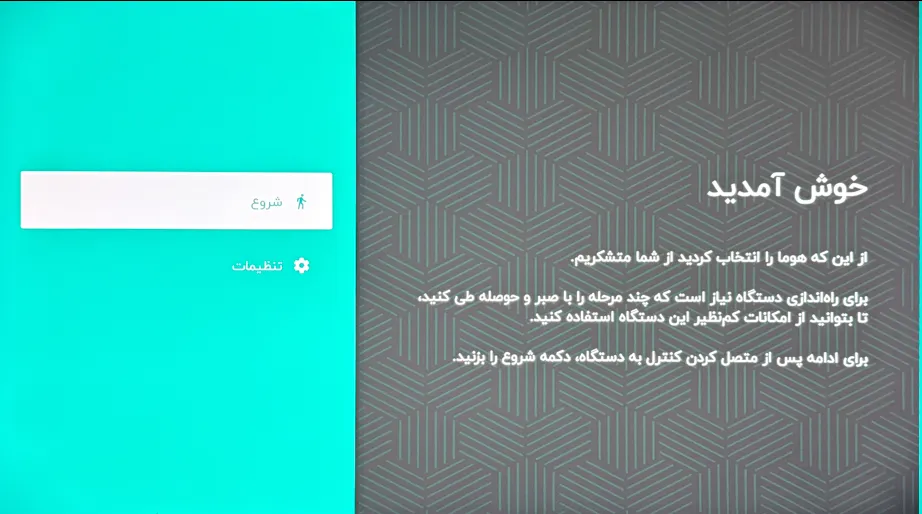 خوش آمدید
از این که هوما را انتخاب کردید از شما متشکریم.
برای راه‌اندازی دستگاه نیاز است که چند مرحله را با صبر و حوصله طی کنید،
تا بتوانید از امکانات کم‌نظیر این دستگاه استفاده کنید.
برای ادامه پس از متصل کردن کنترل به دستگاه، دکمه شروع را بزنید.
شروع
تنظیمات